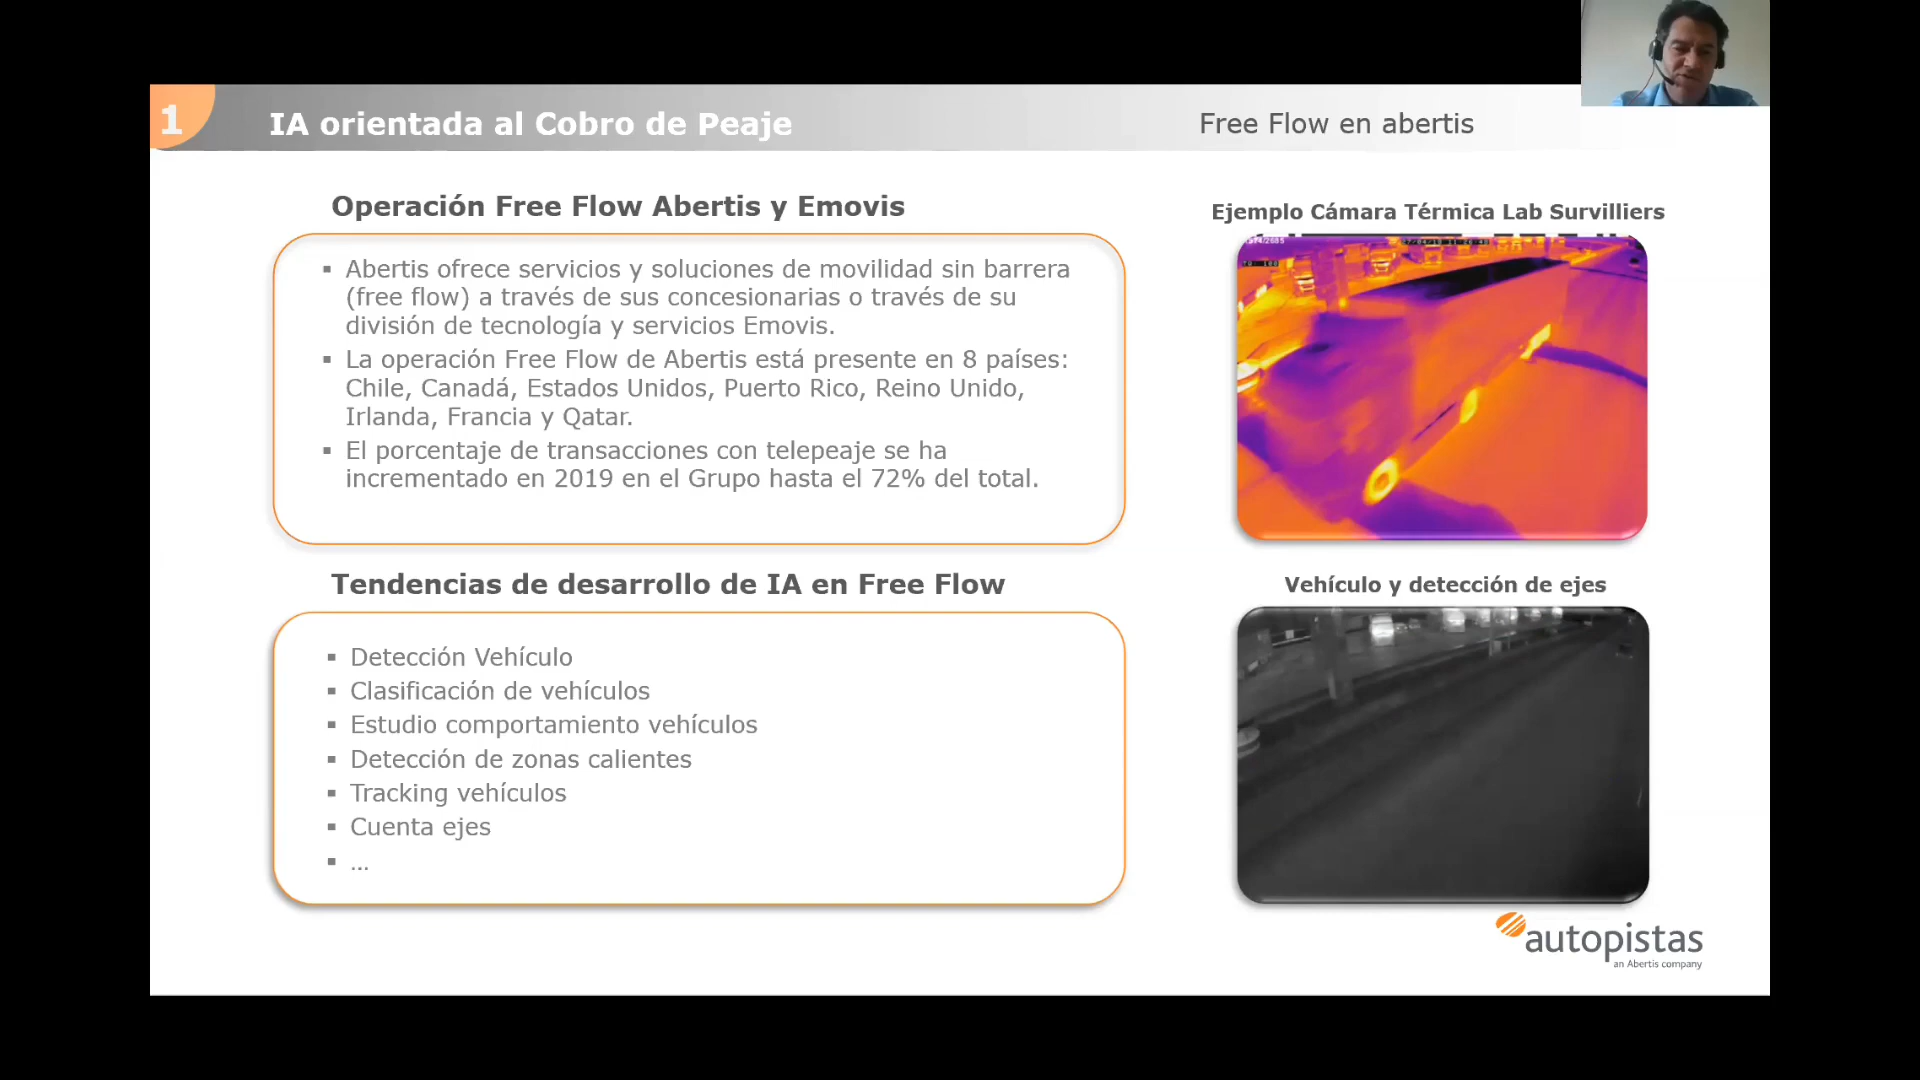 1
IA orientada al Cobro de Peaje
Free Flow en abertis
Operación Free Flow Abertis y Emovis
▪ Abertis ofrece servicios y soluciones de movilidad sin barrera
(free flow) a través de sus concesionarias o través de su
división de tecnología y servicios Emovis.
▪ La operación Free Flow de Abertis está presente en 8 países:
Chile, Canadá, Estados Unidos, Puerto Rico, Reino Unido,
Irlanda, Francia y Qatar.
▪ El porcentaje de transacciones con telepeaje se ha
incrementado en 2019 en el Grupo hasta el 72% del total.
Ejemplo Cámara Térmica Lab Survilliers
Tendencias de desarrollo de IA en Free Flow
▪ Detección Vehículo
▪ Clasificación de vehículos
▪ Estudio comportamiento vehículos
▪ Detección de zonas calientes
▪ Tracking vehículos
▪ Cuenta ejes
▪ ...
Vehículo y detección de ejes
autopistas
an Abertis company